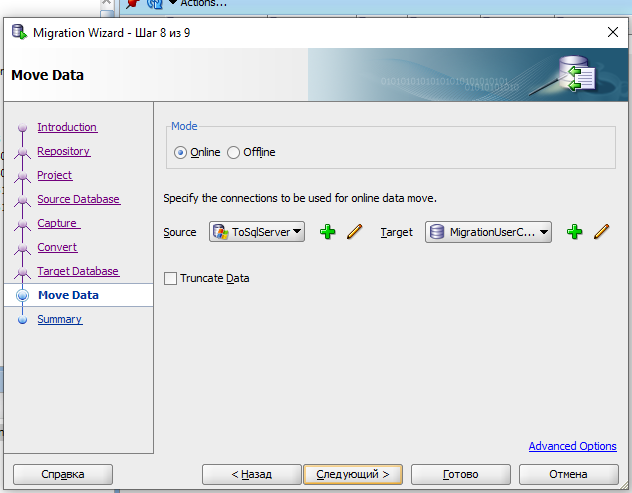 Actions...
Migration Wizard - Шаг 8 из 9
Move Data
Introduction
Repository
Project
Source Database
Capture
Convert
Target Database
Move Data
Summary
Mode
Online
Offline
Specify the connections to be used for online data move.
Source ToSqlServer Target MigrationUserC...
Truncate Data
Advanced Options
Справка
< Назад
Следующий >
Готово
Отмена